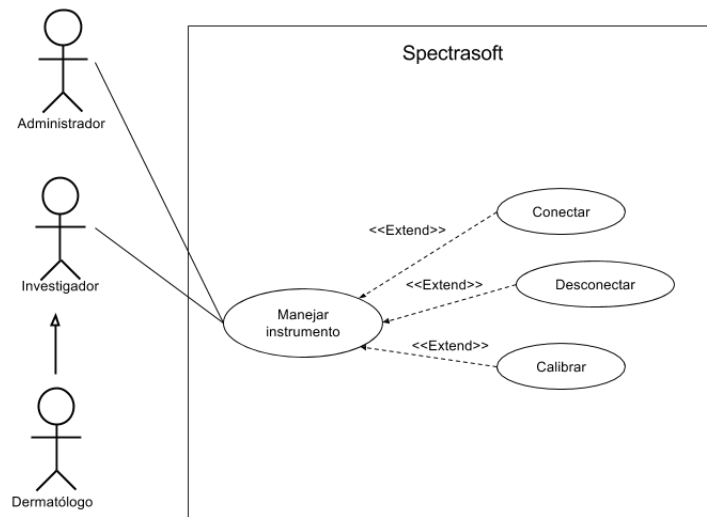 Spectrasoft
Administrador
Investigador
Dermatólogo
Manejar
instrumento
<<Extend>>
Conectar
<<Extend>>
Desconectar
<<Extend>>
Calibrar